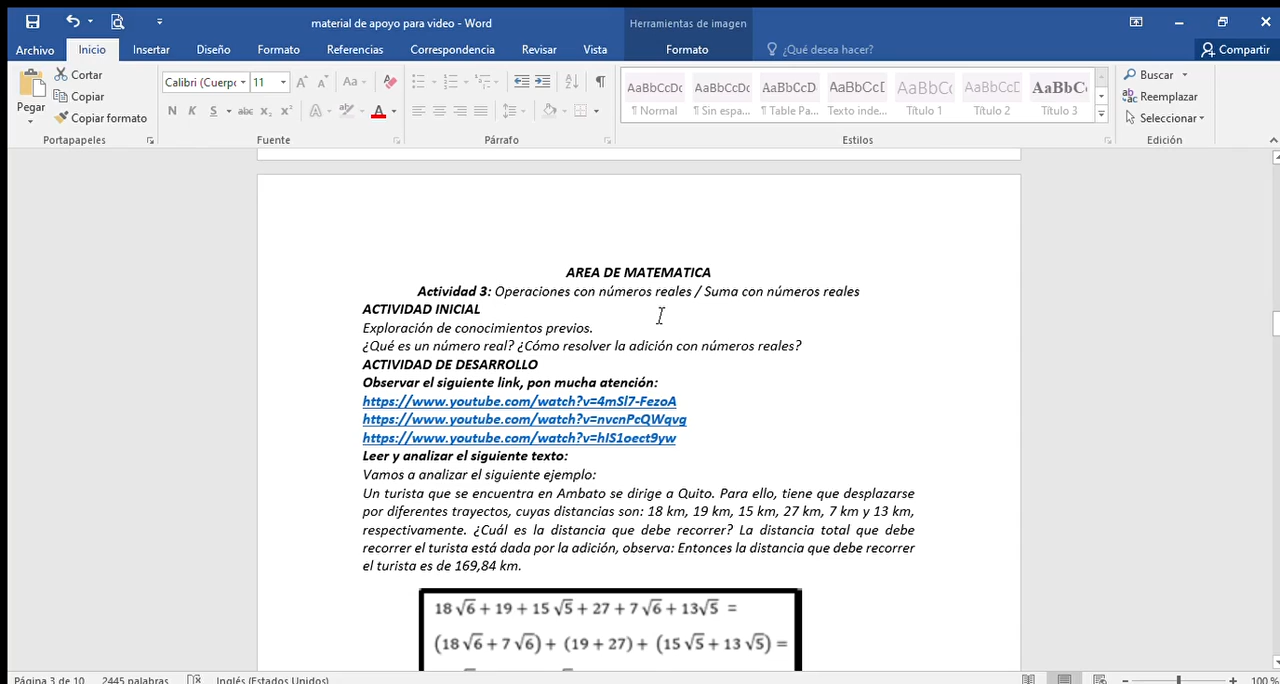 material de apoyo para video - Word
Herramientas de imagen
Archivo Inicio Insertar Diseño Formato Referencias Correspondencia Revisar Vista Formato ¿Qué desea hacer? Compartir
Pegar
Cortar
Copiar
Copiar formato
Portapapeles
Calibri (Cuerpo 11
N K S abc x₂ x²
Fuente
Párrafo
AaBbCcDc AaBbCcDc AaBbCcD AaBbCcD AaBbCc AaBbCcD AaBbC
¶ Normal ¶ Sin espa... ¶ Table Pa... Texto inde... Título 1 Título 2 Título 3
Estilos
Buscar
Reemplazar
Seleccionar
Edición
AREA DE MATEMATICA
Actividad 3: Operaciones con números reales / Suma con números reales
ACTIVIDAD INICIAL
Exploración de conocimientos previos.
¿Qué es un número real? ¿Cómo resolver la adición con números reales?
ACTIVIDAD DE DESARROLLO
Observar el siguiente link, pon mucha atención:
https://www.youtube.com/watch?v=4mSl7-FezoA
https://www.youtube.com/watch?v=nvcnPcQWqvg
https://www.youtube.com/watch?v=hIS1oect9yw
Leer y analizar el siguiente texto:
Vamos a analizar el siguiente ejemplo:
Un turista que se encuentra en Ambato se dirige a Quito. Para ello, tiene que desplazarse
por diferentes trayectos, cuyas distancias son: 18 km, 19 km, 15 km, 27 km, 7 km y 13 km,
respectivamente. ¿Cuál es la distancia que debe recorrer? La distancia total que debe
recorrer el turista está dada por la adición, observa: Entonces la distancia que debe recorrer
el turista es de 169,84 km.
18 √6 + 19 + 15 √5 + 27 + 7 √6 + 13√5 =
(18 √6 + 7 √6) + (19 + 27) + (15 √5 + 13 √5) =
Página 3 de 10 2445 palabras Inglés (Estados Unidos) 100 %